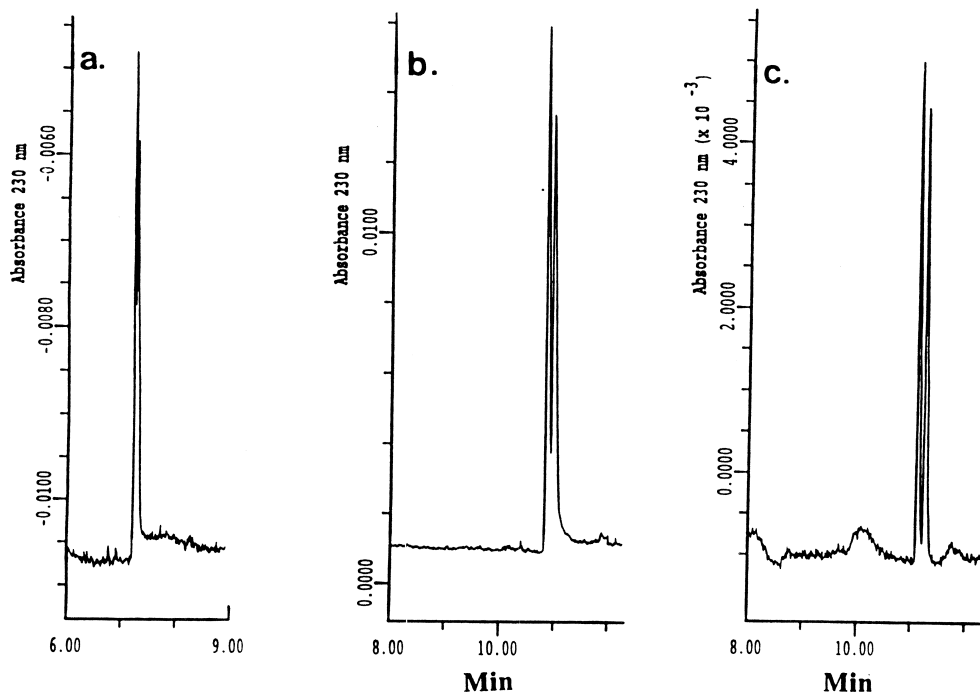 a.
Absorbance 230 nm
-0.0060
-0.0080
-0.0100
6.00
9.00
b.
Absorbance 230 nm
0.0100
0.0000
8.00
10.00
Min
c.
Absorbance 230 nm (x 10 -3)
4.0000
2.0000
0.0000
8.00
10.00
Min